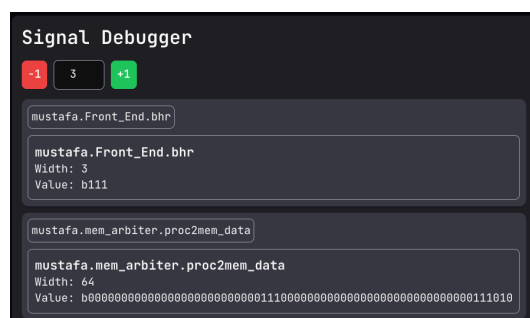 Signal Debugger
-1 3 +1
mustafa.Front_End.bhr
mustafa.Front_End.bhr
Width: 3
Value: b111
mustafa.mem_arbiter.proc2mem_data
mustafa.mem_arbiter.proc2mem_data
Width: 64
Value: b0000000000000000000000000011100000000000000000000000000000111010